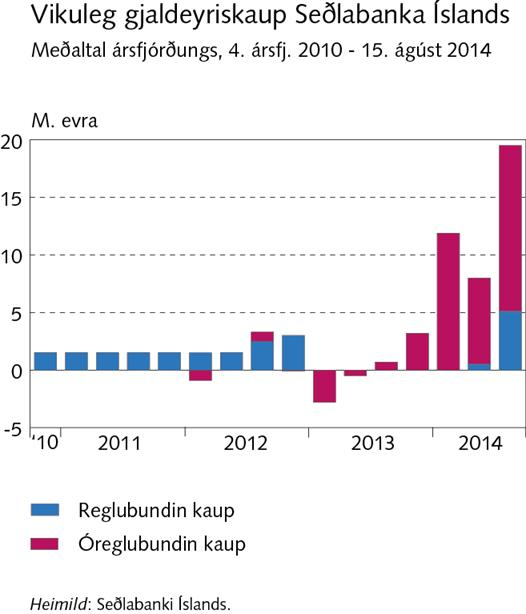 Vikuleg gjaldeyriskaup Seðlabanka Íslands
Meðaltal ársfjórðungs, 4. ársfj. 2010 - 15. ágúst 2014
M. evra
20
15
10
5
0
-5
'10 2011 2012 2013 2014
Reglubundin kaup
Óreglubundin kaup
Heimild: Seðlabanki Íslands.